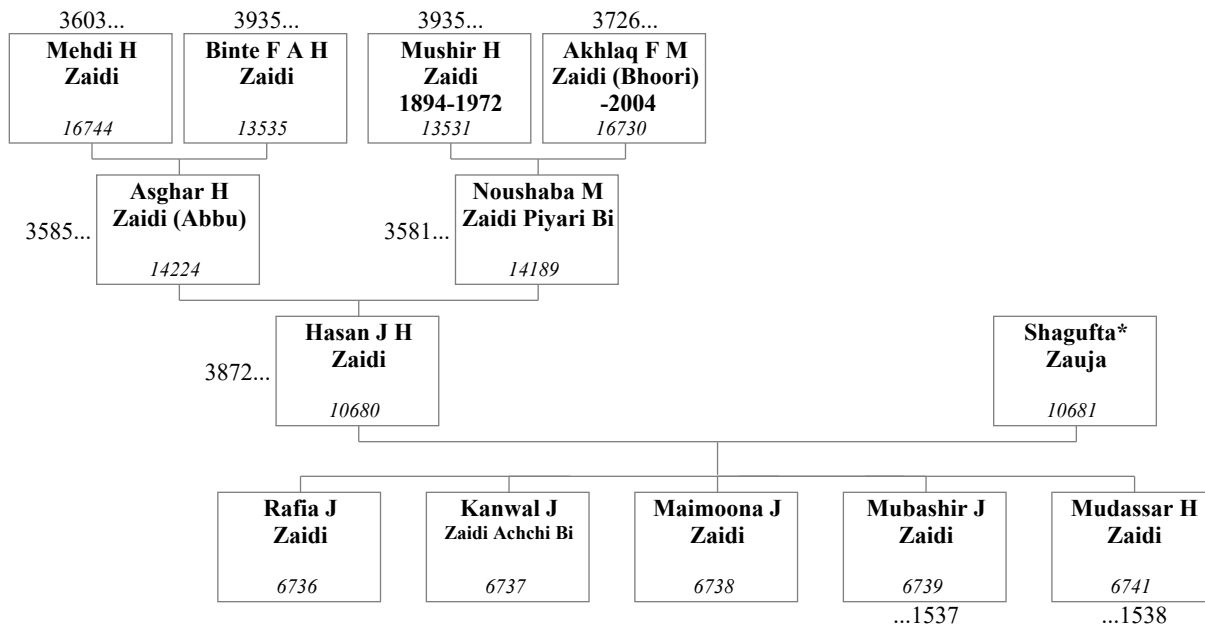 3603...
Mehdi H
Zaidi
16744
3935...
Binte F A H
Zaidi
13535
3935...
Mushir H
Zaidi
1894-1972
13531
3726...
Akhlaq F M
Zaidi (Bhoori)
-2004
16730
3585...
Asghar H
Zaidi (Abbu)
14224
3581...
Noushaba M
Zaidi Piyari Bi
14189
3872...
Hasan J H
Zaidi
10680
Shagufta*
Zauja
10681
Rafia J
Zaidi
6736
Kanwal J
Zaidi Achchi Bi
6737
Maimoona J
Zaidi
6738
Mubashir J
Zaidi
6739
...1537
Mudassar H
Zaidi
6741
...1538